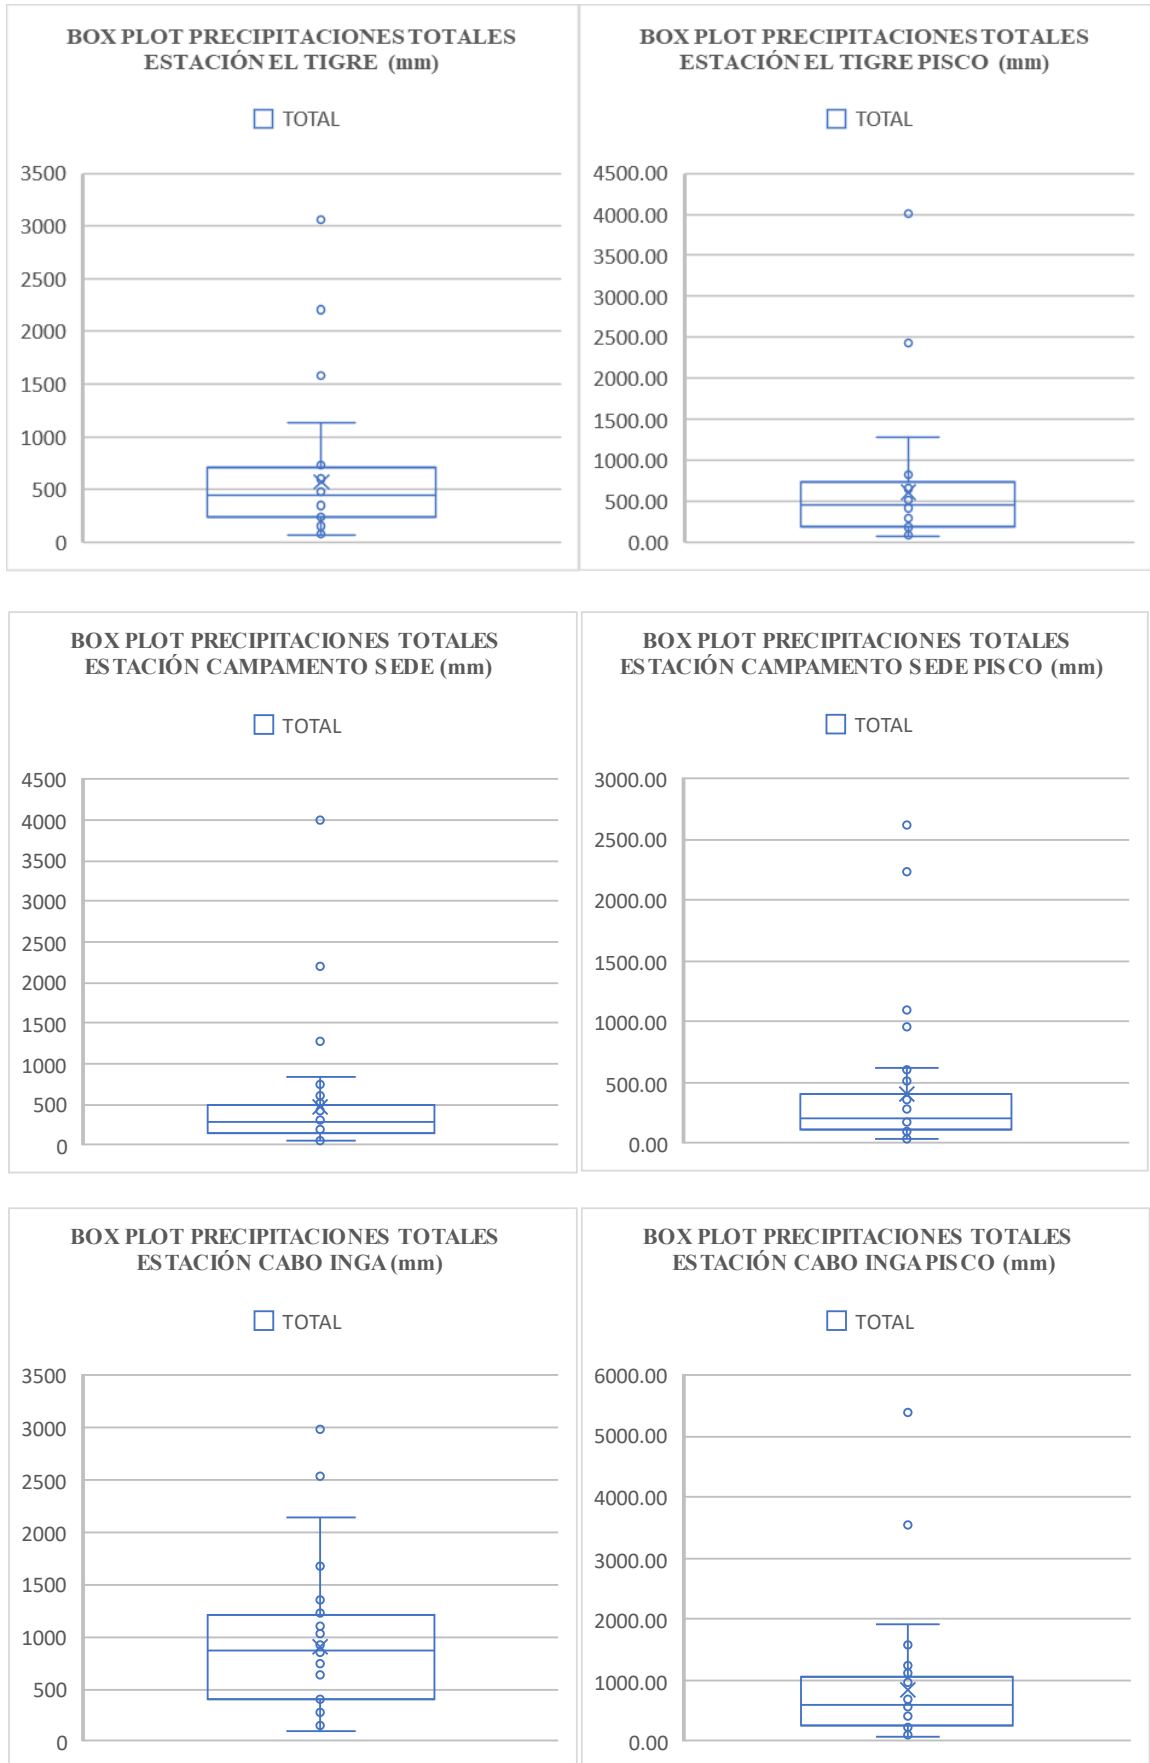 BOX PLOT PRECIPITACIONES TOTALES
ESTACIÓN EL TIGRE (mm)
TOTAL
3500
3000
2500
2000
1500
1000
500
0
BOX PLOT PRECIPITACIONES TOTALES
ESTACIÓN EL TIGRE PISCO (mm)
TOTAL
4500.00
4000.00
3500.00
3000.00
2500.00
2000.00
1500.00
1000.00
500.00
0.00
BOX PLOT PRECIPITACIONES TOTALES
ESTACIÓN CAMPAMENTO SEDE (mm)
TOTAL
4500
4000
3500
3000
2500
2000
1500
1000
500
0
BOX PLOT PRECIPITACIONES TOTALES
ESTACIÓN CAMPAMENTO SEDE PISCO (mm)
TOTAL
3000.00
2500.00
2000.00
1500.00
1000.00
500.00
0.00
BOX PLOT PRECIPITACIONES TOTALES
ESTACIÓN CABO INGA (mm)
TOTAL
3500
3000
2500
2000
1500
1000
500
0
BOX PLOT PRECIPITACIONES TOTALES
ESTACIÓN CABO INGA PISCO (mm)
TOTAL
6000.00
5000.00
4000.00
3000.00
2000.00
1000.00
0.00